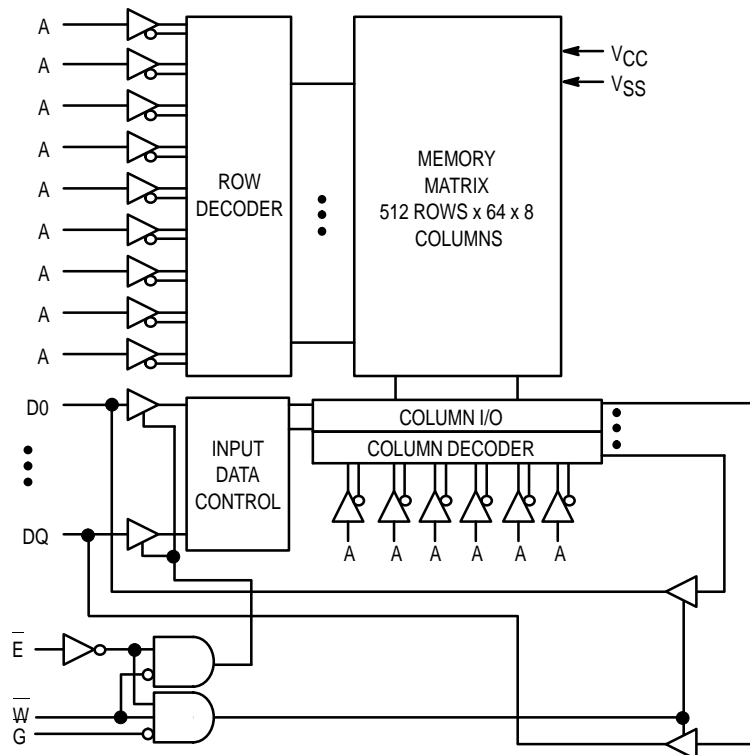 A
A
A
A
A
A
A
A
A
ROW
DECODER
MEMORY
MATRIX
512 ROWS x 64 x 8
COLUMNS
VCC
VSS
D0
DQ
INPUT
DATA
CONTROL
COLUMN I/O
COLUMN DECODER
A A A A A A
E̅
W̅
G̅